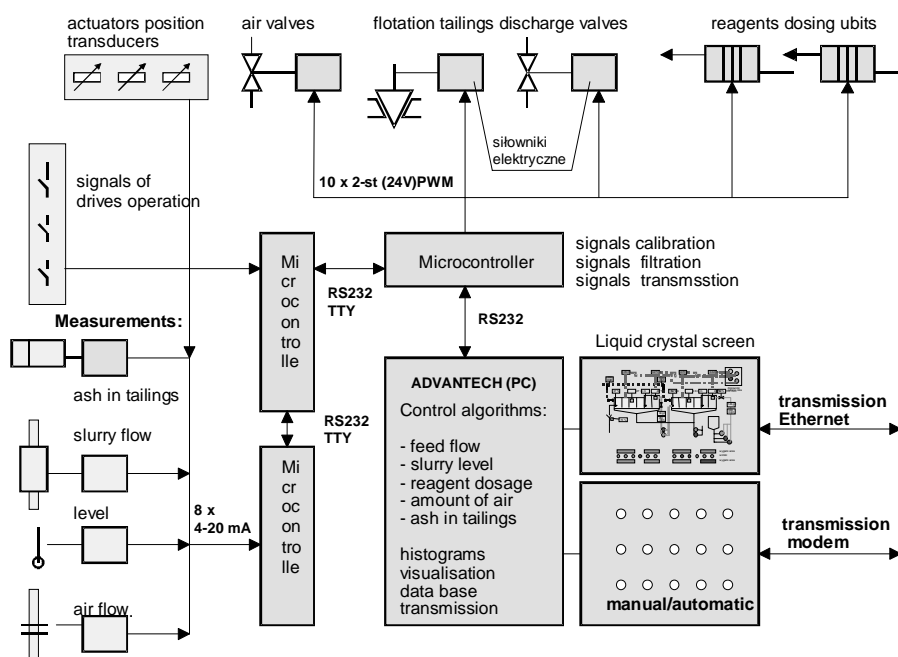 actuators position
transducers
air valves
flotation tailings discharge valves
reagents dosing ubits
siłowniki
elektryczne
signals of
drives operation
10 x 2-st (24V)PWM
Mi
cr
oc
on
tro
lle
RS232
TTY
Microcontroller
signals calibration
signals filtration
signals transmsstion
RS232
Measurements:
ash in tailings
slurry flow
level
air flow
8 x
4-20 mA
RS232
TTY
Mi
cr
oc
on
tro
lle
ADVANTECH (PC)
Control algorithms:
- feed flow
- slurry level
- reagent dosage
- amount of air
- ash in tailings
histograms
visualisation
data base
transmission
Liquid crystal screen
transmission
Ethernet
manual/automatic
transmission
modem